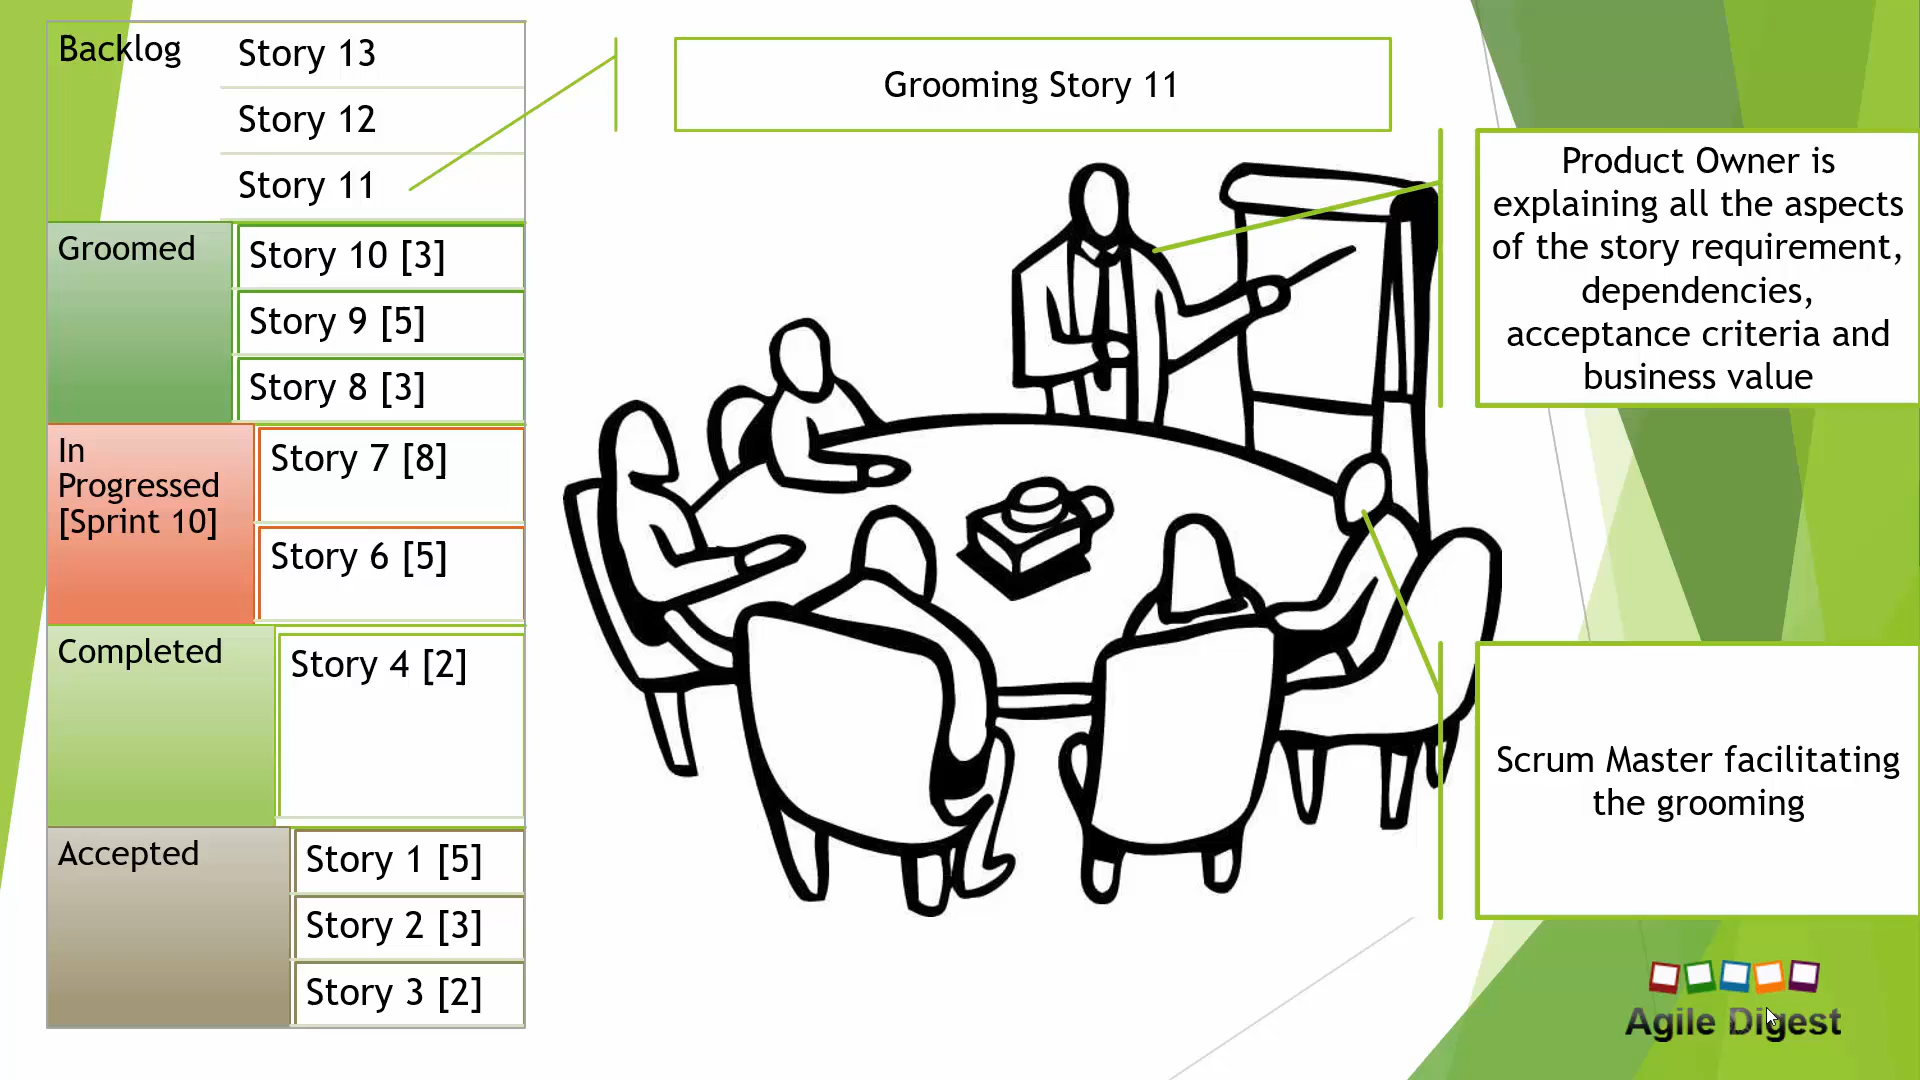 Backlog
Story 13
Story 12
Story 11
Groomed
Story 10 [3]
Story 9 [5]
Story 8 [3]
In
Progressed
[Sprint 10]
Story 7 [8]
Story 6 [5]
Completed
Story 4 [2]
Accepted
Story 1 [5]
Story 2 [3]
Story 3 [2]
Grooming Story 11
Product Owner is
explaining all the aspects
of the story requirement,
dependencies,
acceptance criteria and
business value
Scrum Master facilitating
the grooming
Agile Digest